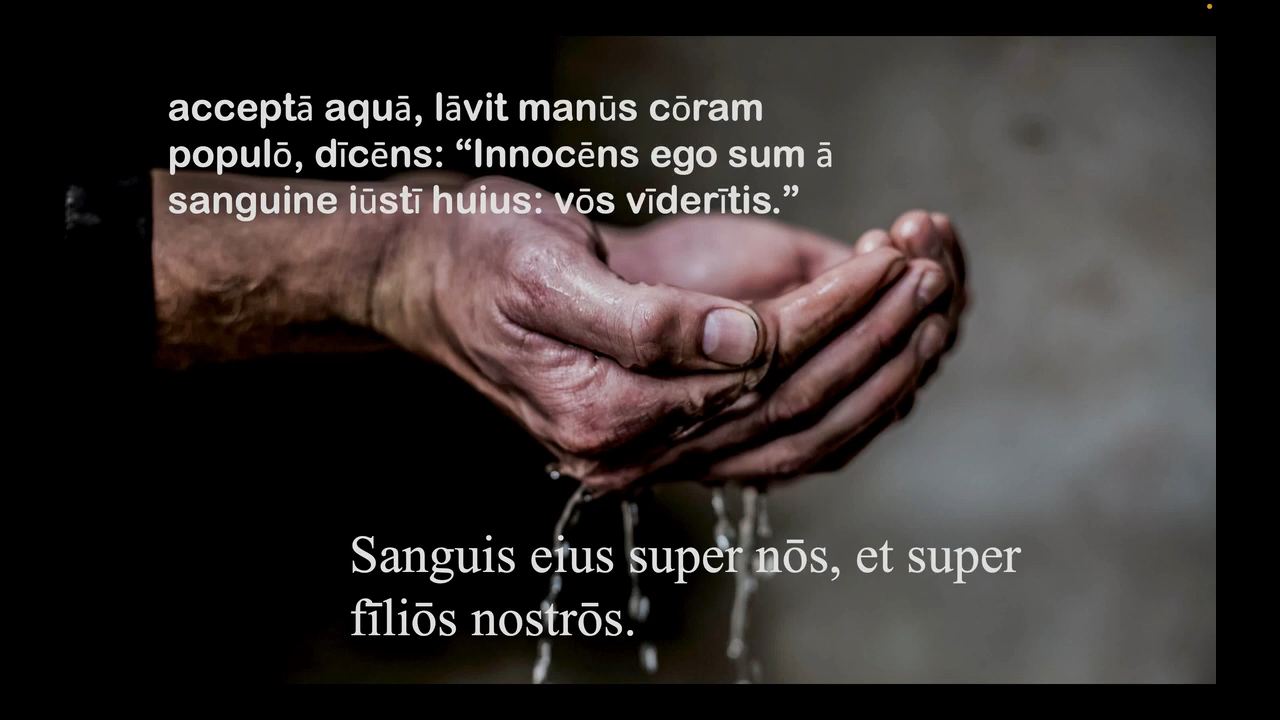 acceptā aquā, lāvit manūs cōram
populō, dīcēns: “Innocēns ego sum ā
sanguine iūstī huius: vōs vīderītis.”
Sanguis eius super nōs, et super
fīliōs nostrōs.